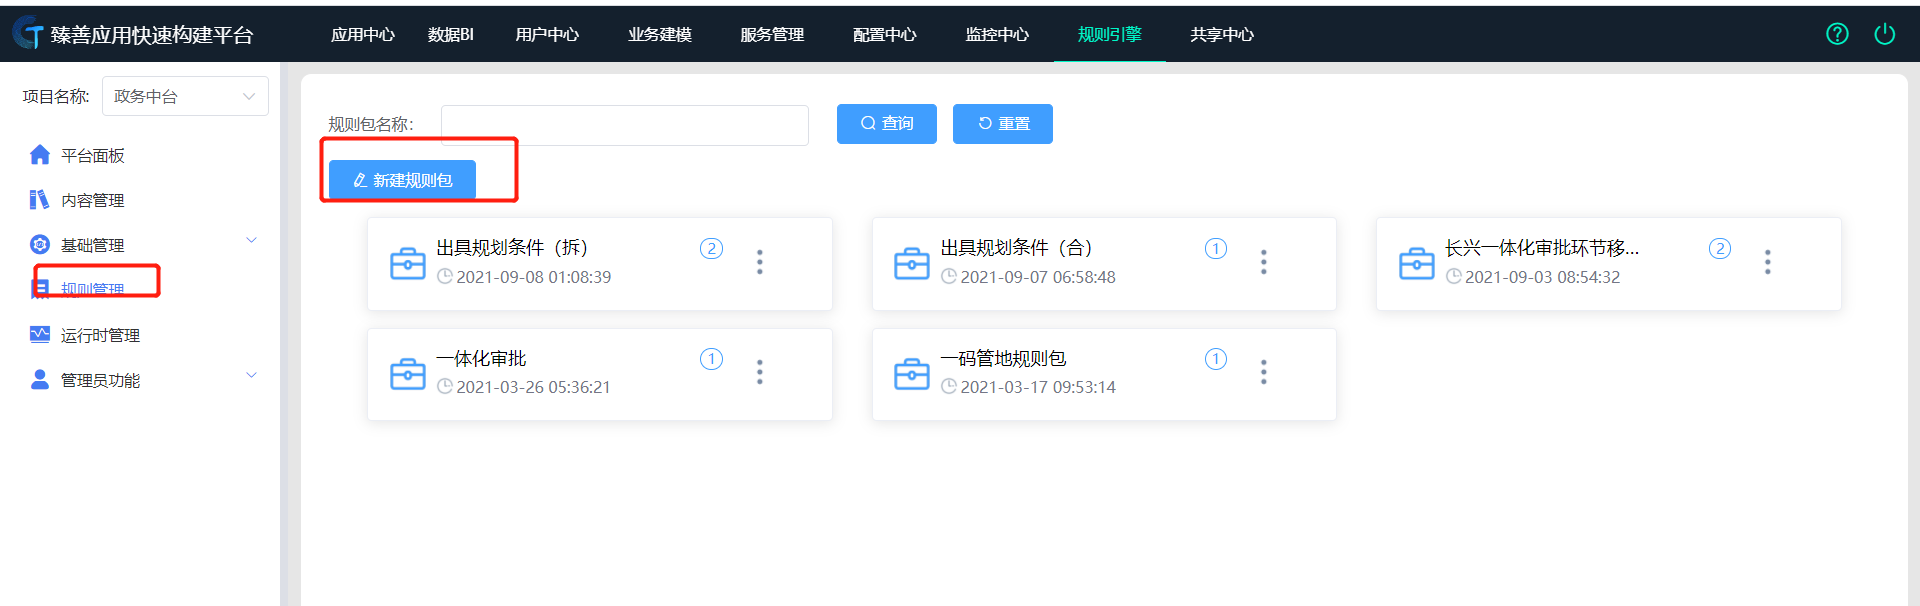 臻善应用快速构建平台
应用中心 数据BI 用户中心 业务建模 服务管理 配置中心 监控中心 规则引擎 共享中心
项目名称: 政务中台
平台面板
内容管理
基础管理
规则管理
运行时管理
管理员功能
规则包名称:
查询 重置
新建规则包
出具规划条件（拆） 2
2021-09-08 01:08:39
出具规划条件（合） 1
2021-09-07 06:58:48
长兴一体化审批环节移... 2
2021-09-03 08:54:32
一体化审批 1
2021-03-26 05:36:21
一码管地规则包 1
2021-03-17 09:53:14